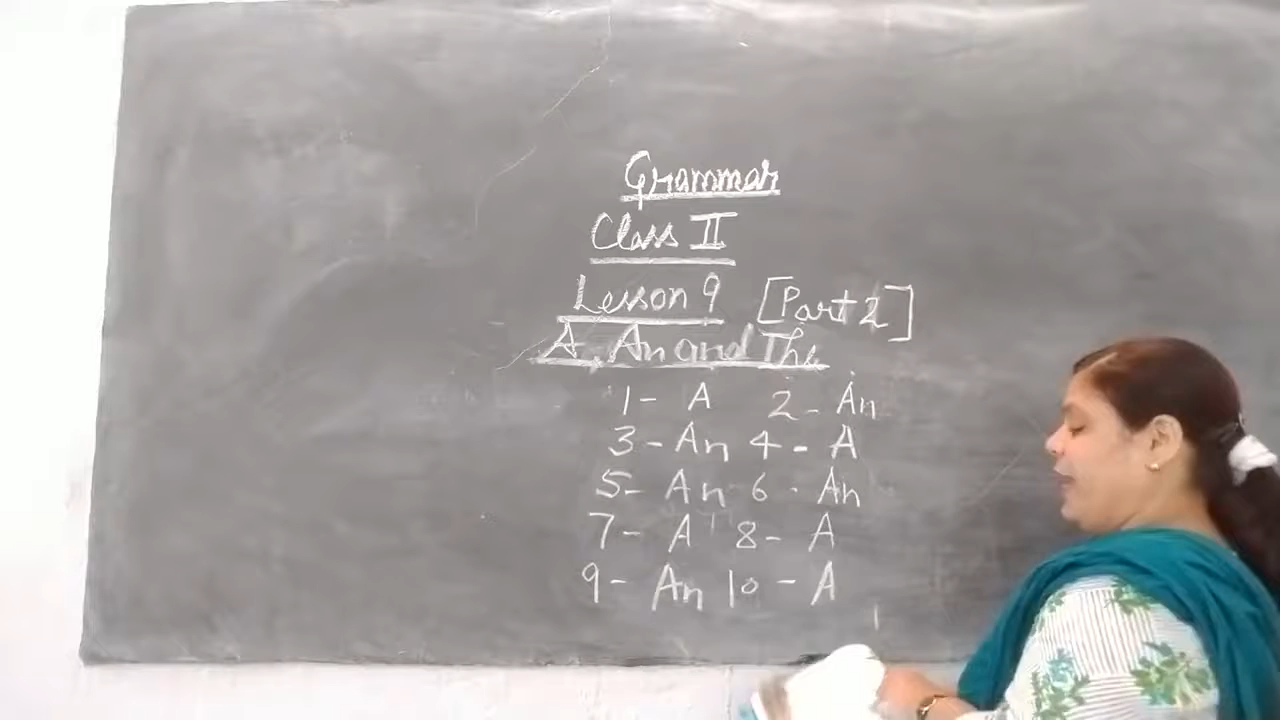 Grammar
Class II
Lesson 9 [Part 2]
A, An and The
1- A 2- An
3- An 4- A
5- An 6- An
7- A 8- A
9- An 10- A